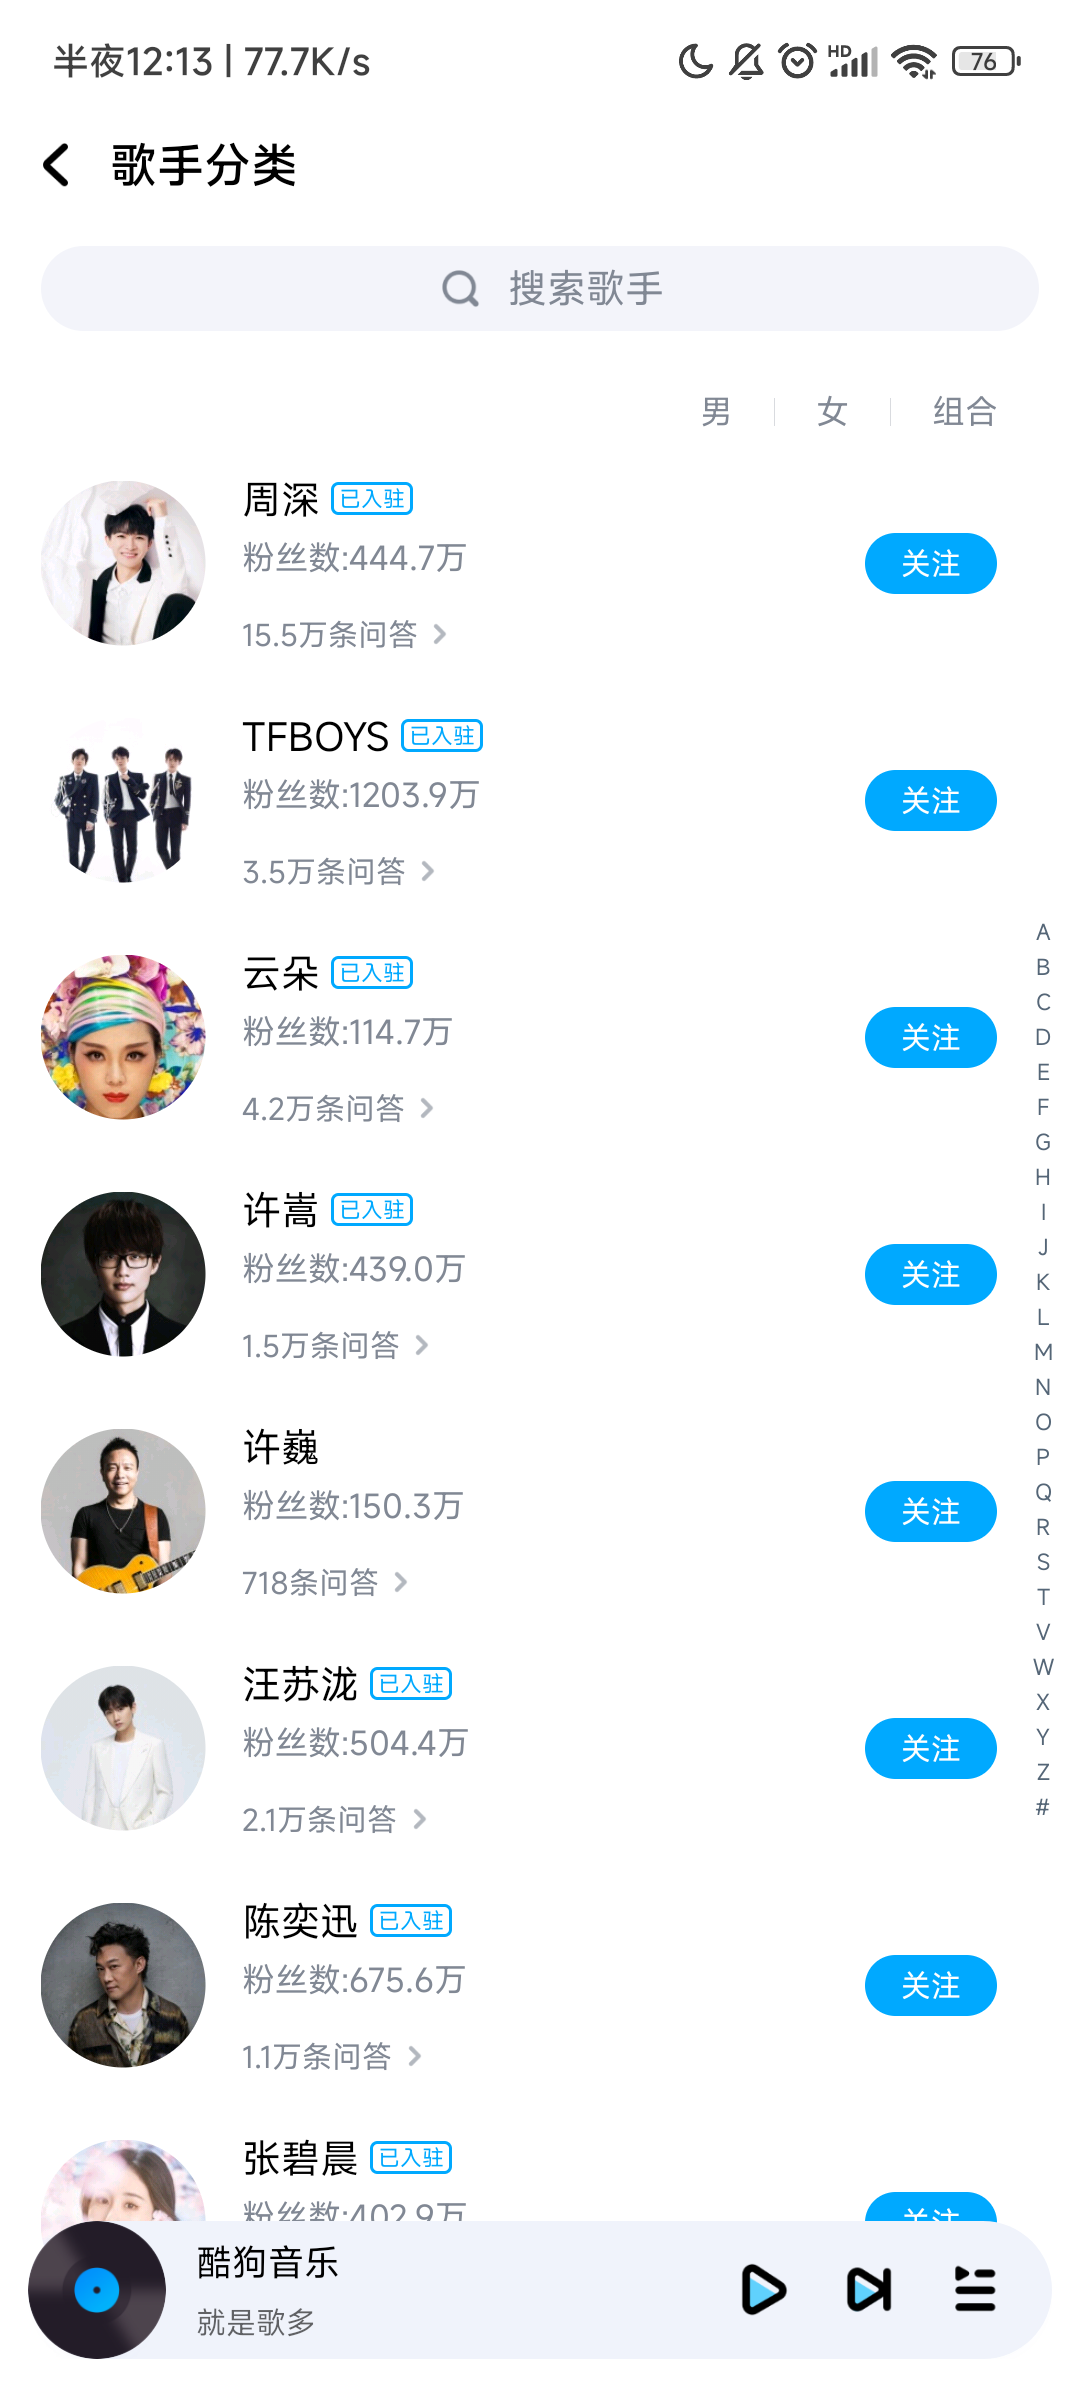 半夜12:13 | 77.7K/s
HD
76
歌手分类
搜索歌手
男
女
组合
周深 已入驻
粉丝数:444.7万
关注
15.5万条问答
TFBOYS 已入驻
粉丝数:1203.9万
关注
3.5万条问答
云朵 已入驻
粉丝数:114.7万
关注
4.2万条问答
许嵩 已入驻
粉丝数:439.0万
关注
1.5万条问答
许巍
粉丝数:150.3万
关注
718条问答
汪苏泷 已入驻
粉丝数:504.4万
关注
2.1万条问答
陈奕迅 已入驻
粉丝数:675.6万
关注
1.1万条问答
张碧晨 已入驻
粉丝数:402.9万
关注
A
B
C
D
E
F
G
H
I
J
K
L
M
N
O
P
Q
R
S
T
V
W
X
Y
Z
#
酷狗音乐
就是歌多